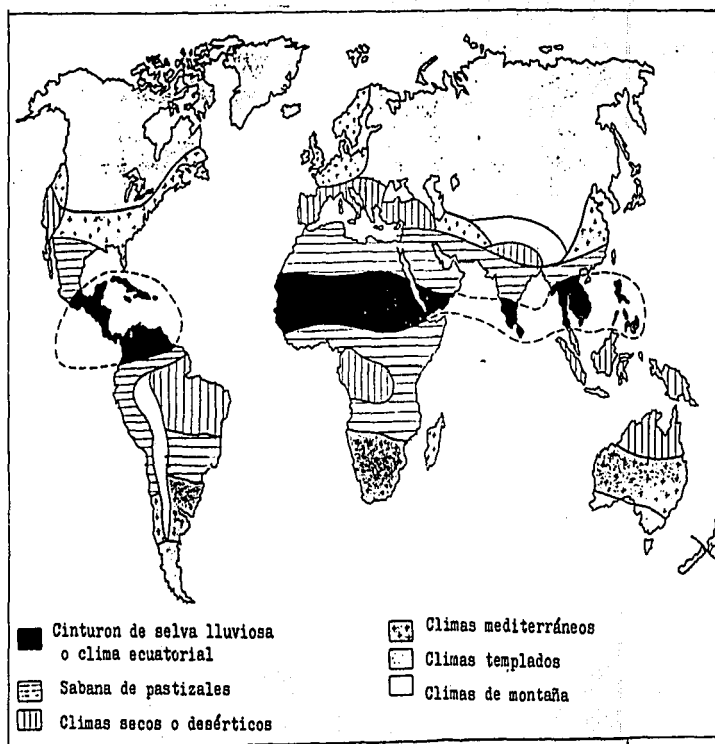 Cinturon de selva lluviosa
o clima ecuatorial
Sabana de pastizales
Climas secos o desérticos
Climas mediterráneos
Climas templados
Climas de montaña